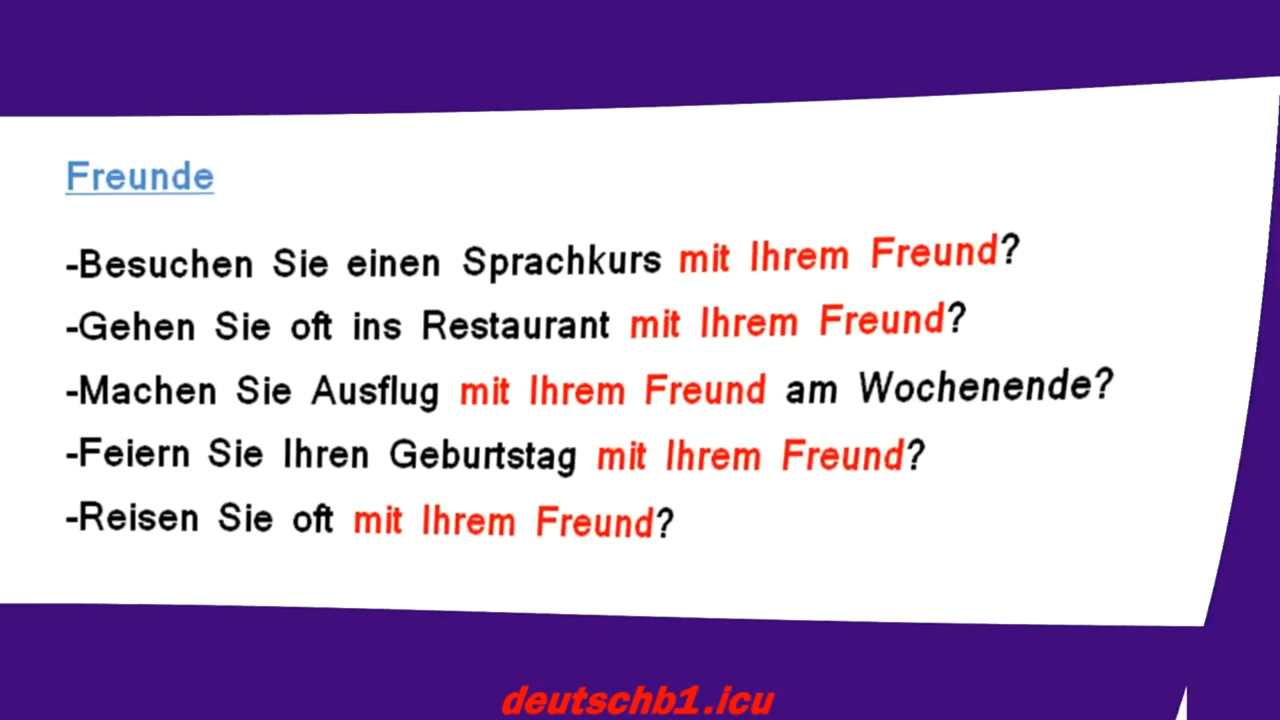 Freunde
-Besuchen Sie einen Sprachkurs mit Ihrem Freund?
-Gehen Sie oft ins Restaurant mit Ihrem Freund?
-Machen Sie Ausflug mit Ihrem Freund am Wochenende?
-Feiern Sie Ihren Geburtstag mit Ihrem Freund?
-Reisen Sie oft mit Ihrem Freund?
deutschb1.icu